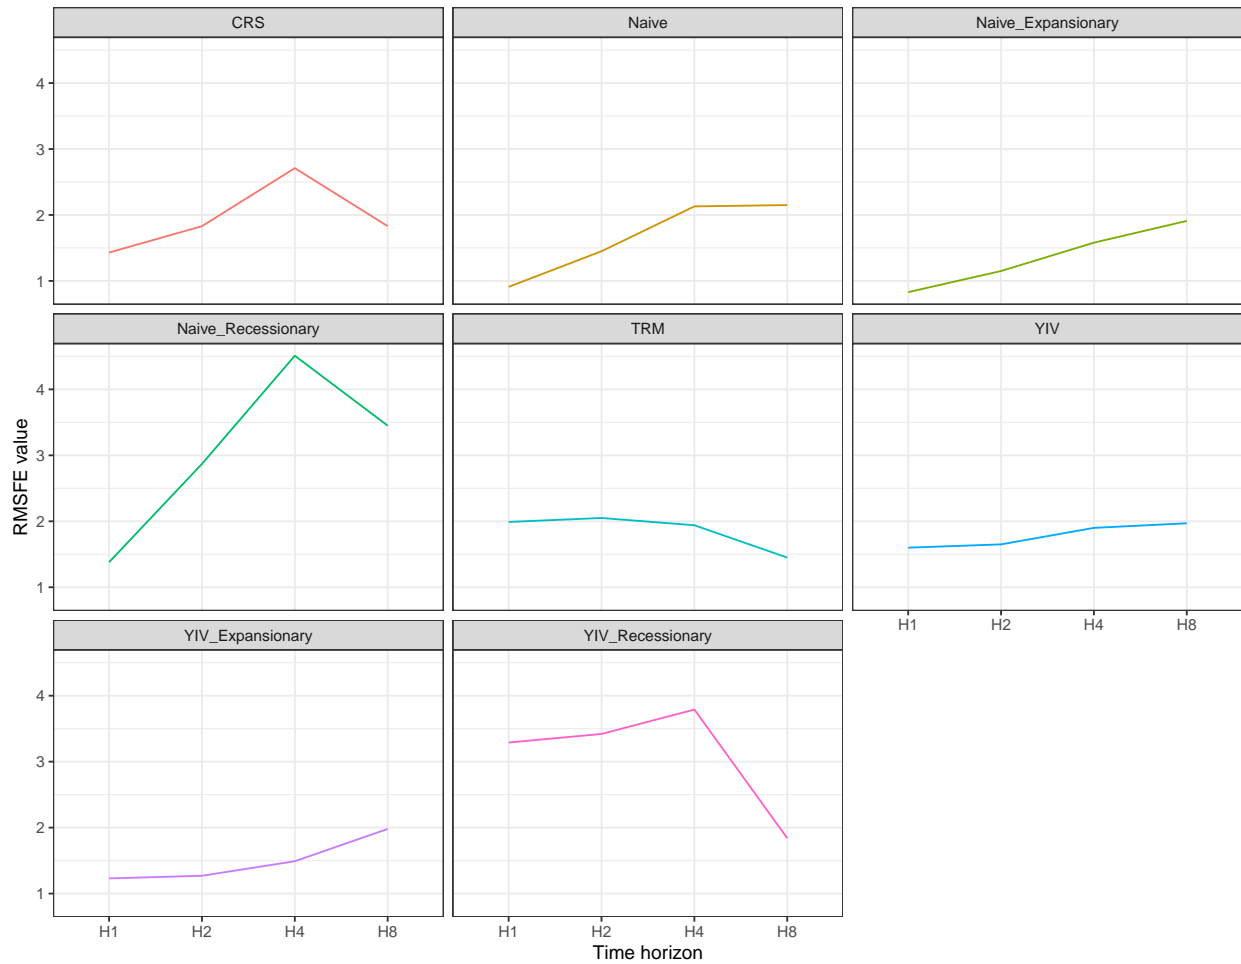 CRS
Naive
Naive_Expansionary
4
3
2
1
Naive_Recessionary
TRM
YIV
4
3
2
1
H1 H2 H4 H8
YIV_Expansionary
YIV_Recessionary
4
3
2
1
H1 H2 H4 H8
H1 H2 H4 H8
Time horizon
RMSFE value